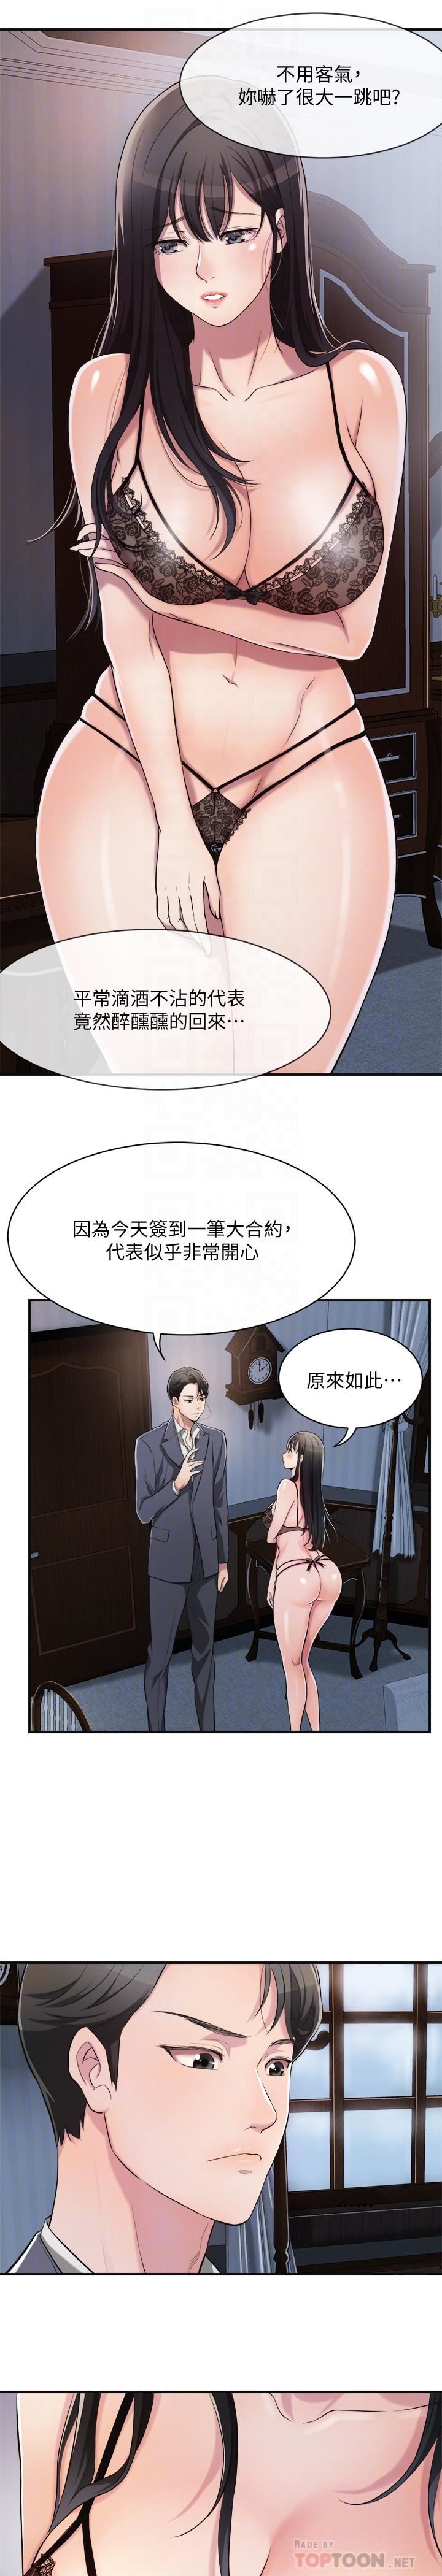 不用客氣，
妳嚇了很大一跳吧?
平常滴酒不沾的代表
竟然醉醺醺的回來…
因為今天簽到一筆大合約，
代表似乎非常開心
原來如此…
MADE BY
TOPTOON.NET